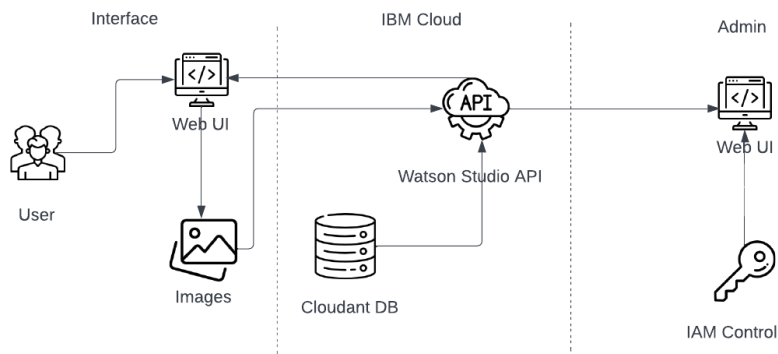 Interface
IBM Cloud
Admin
</>
API
</>
Web UI
Web UI
Watson Studio API
User
Images
Cloudant DB
IAM Control